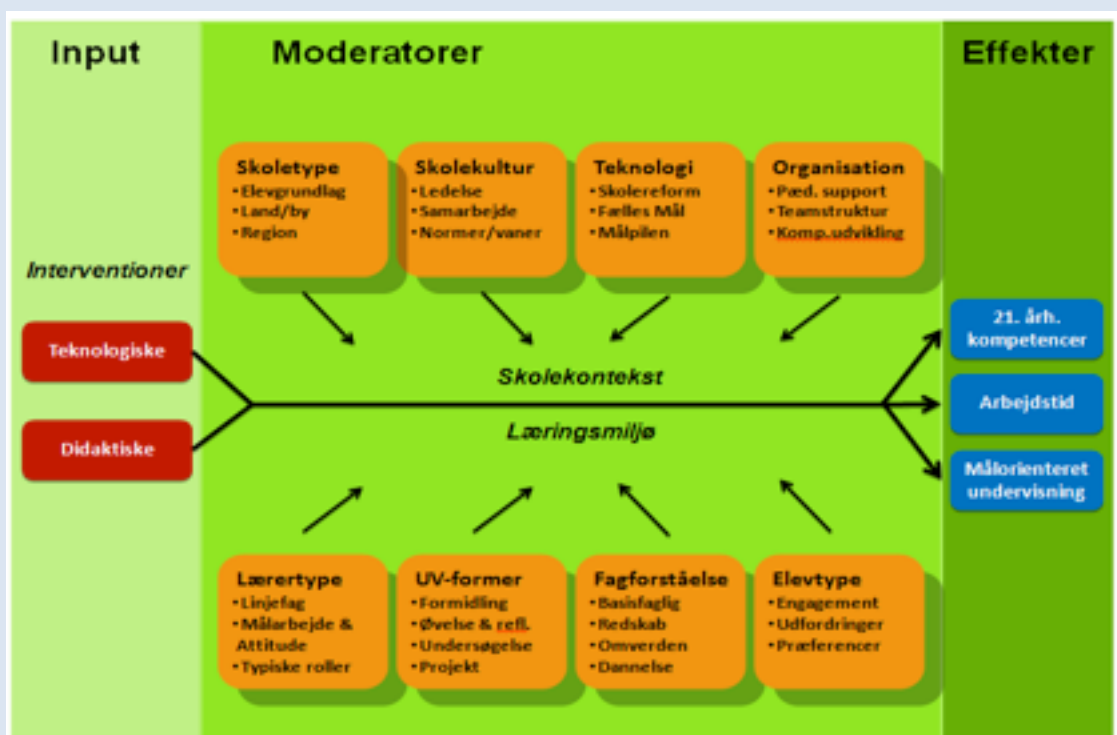 Input
Moderatorer
Effekter
Skoletype
• Elevgrundlag
• Land/by
• Region
Skolekultur
• Ledelse
• Samarbejde
• Normer/vaner
Teknologi
• Skolereform
• Fælles Mål
• Målpilen
Organisation
• Pæd. support
• Teamstruktur
• Komp.udvikling
Interventioner
Teknologiske
Didaktiske
Skolekontekst
Læringsmiljø
21. årh.
kompetencer
Arbejdstid
Målorienteret
undervisning
Lærertype
• Linjefag
• Målarbejde &
Attitude
• Typiske roller
UV-former
• Formidling
• Øvelse & refl.
• Undersøgelse
• Projekt
Fagforståelse
• Basisfaglig
• Redskab
• Omverden
• Dannelse
Elevtype
• Engagement
• Udfordringer
• Præferencer